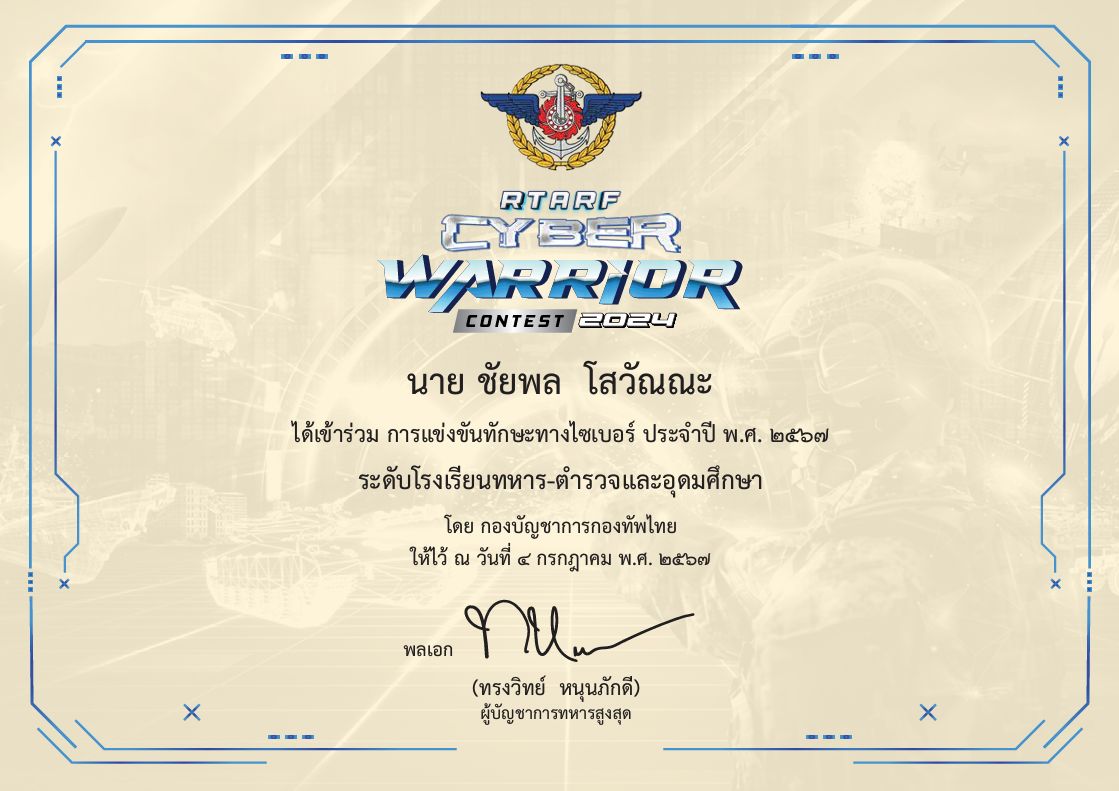 RTARF
CYBER
WARRIOR
CONTEST 2024
นาย ชัยพล โสวัณณะ
ได้เข้าร่วม การแข่งขันทักษะทางไซเบอร์ ประจำปี พ.ศ. ๒๕๖๗
ระดับโรงเรียนทหาร-ตำรวจและอุดมศึกษา
โดย กองบัญชาการกองทัพไทย
ให้ไว้ ณ วันที่ ๔ กรกฎาคม พ.ศ. ๒๕๖๗
พลเอก
(ทรงวิทย์ หนุนภักดี)
ผู้บัญชาการทหารสูงสุด